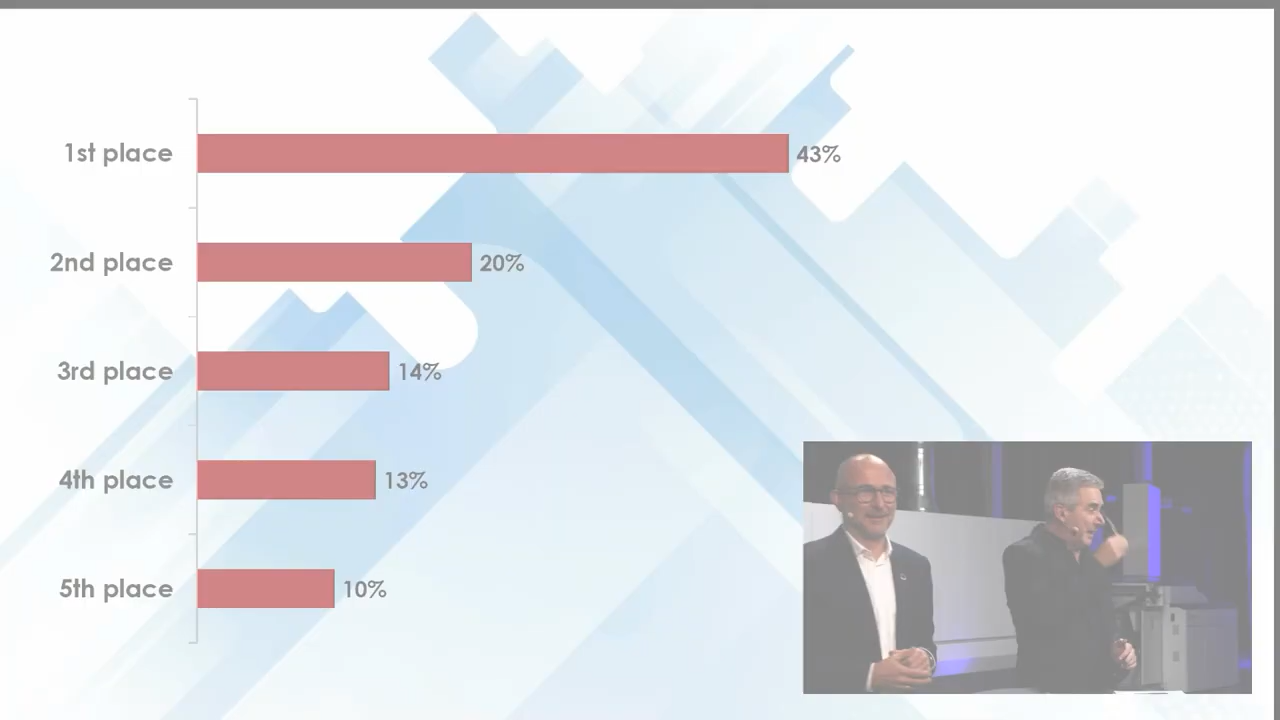 1st place 43%
2nd place 20%
3rd place 14%
4th place 13%
5th place 10%